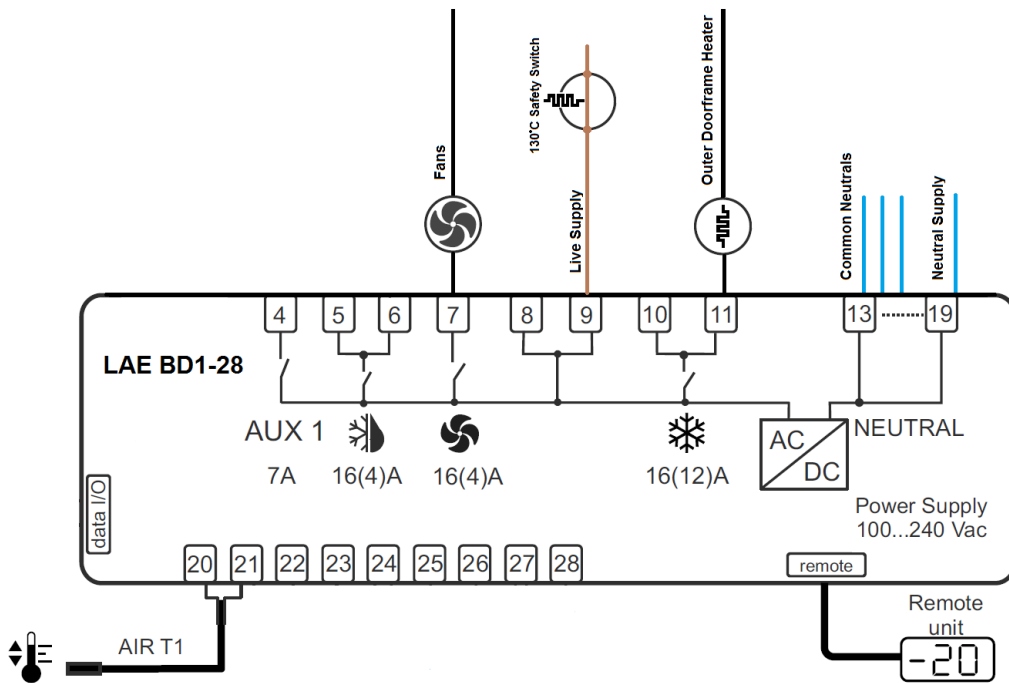 Fans
130°C Safety Switch
Live Supply
Outer Doorframe Heater
Common Neutrals
Neutral Supply
4 5 6 7 8 9 10 11 13 19
LAE BD1-28
AUX 1
7A
16(4)A
16(4)A
16(12)A
AC
DC
NEUTRAL
Power Supply
100...240 Vac
data I/O
20 21 22 23 24 25 26 27 28
remote
AIR T1
Remote
unit
-20